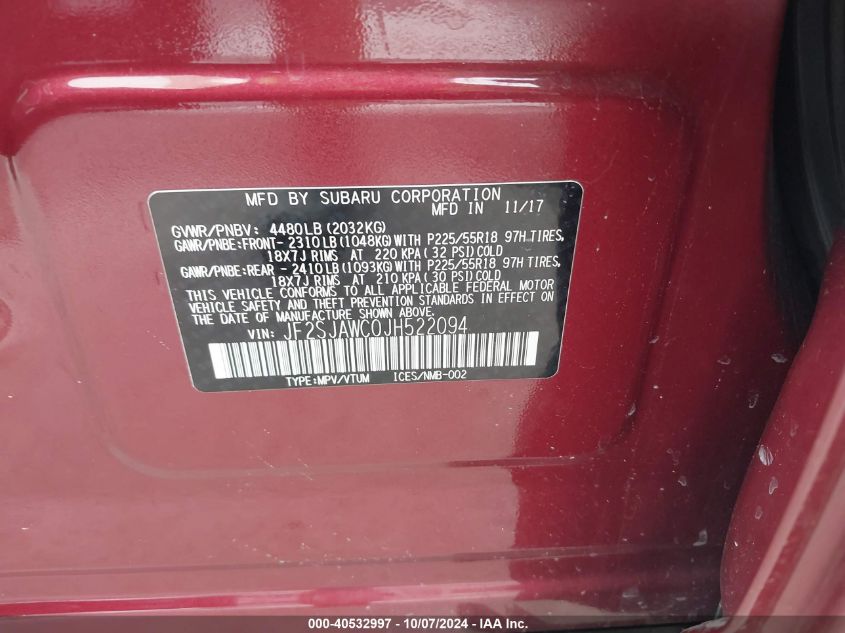 MFD BY SUBARU CORPORATION
MFD IN 11/17
GVWR/PNBV: 4480LB(2032KG)
GAWR/PNBE:FRONT- 2310LB(1048KG)WITH P225/55R18 97H TIRES,
18X7J RIMS AT 220 KPA(32 PSI)COLD
GAWR/PNBE:REAR - 2410LB(1093KG)WITH P225/55R18 97H TIRES,
18X7J RIMS AT 210 KPA(30 PSI)COLD
THIS VEHICLE CONFORMS TO ALL APPLICABLE FEDERAL MOTOR
VEHICLE SAFETY AND THEFT PREVENTION STANDARDS IN EFFECT ON
THE DATE OF MANUFACTURE SHOWN ABOVE.
VIN: JF2SJAWC0JH522094
TYPE:MPV/VTUM ICES/NMB-002
000-40532997 - 10/07/2024 - IAA Inc.